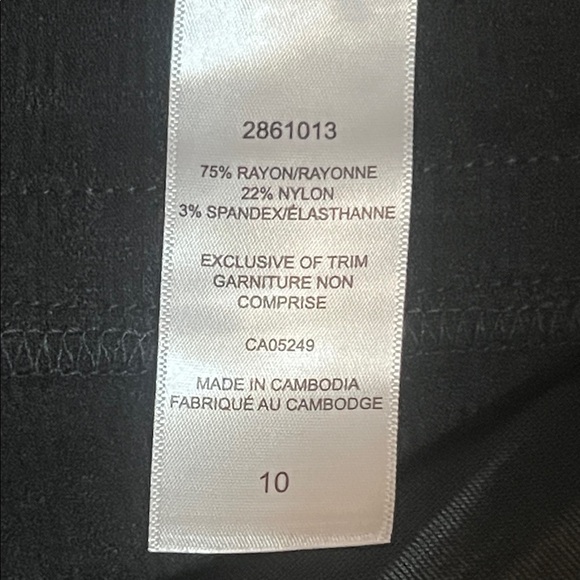 2861013
75% RAYON/RAYONNE
22% NYLON
3% SPANDEX/ÉLASTHANNE
EXCLUSIVE OF TRIM
GARNITURE NON
COMPRISE
CA05249
MADE IN CAMBODIA
FABRIQUÉ AU CAMBODGE
10